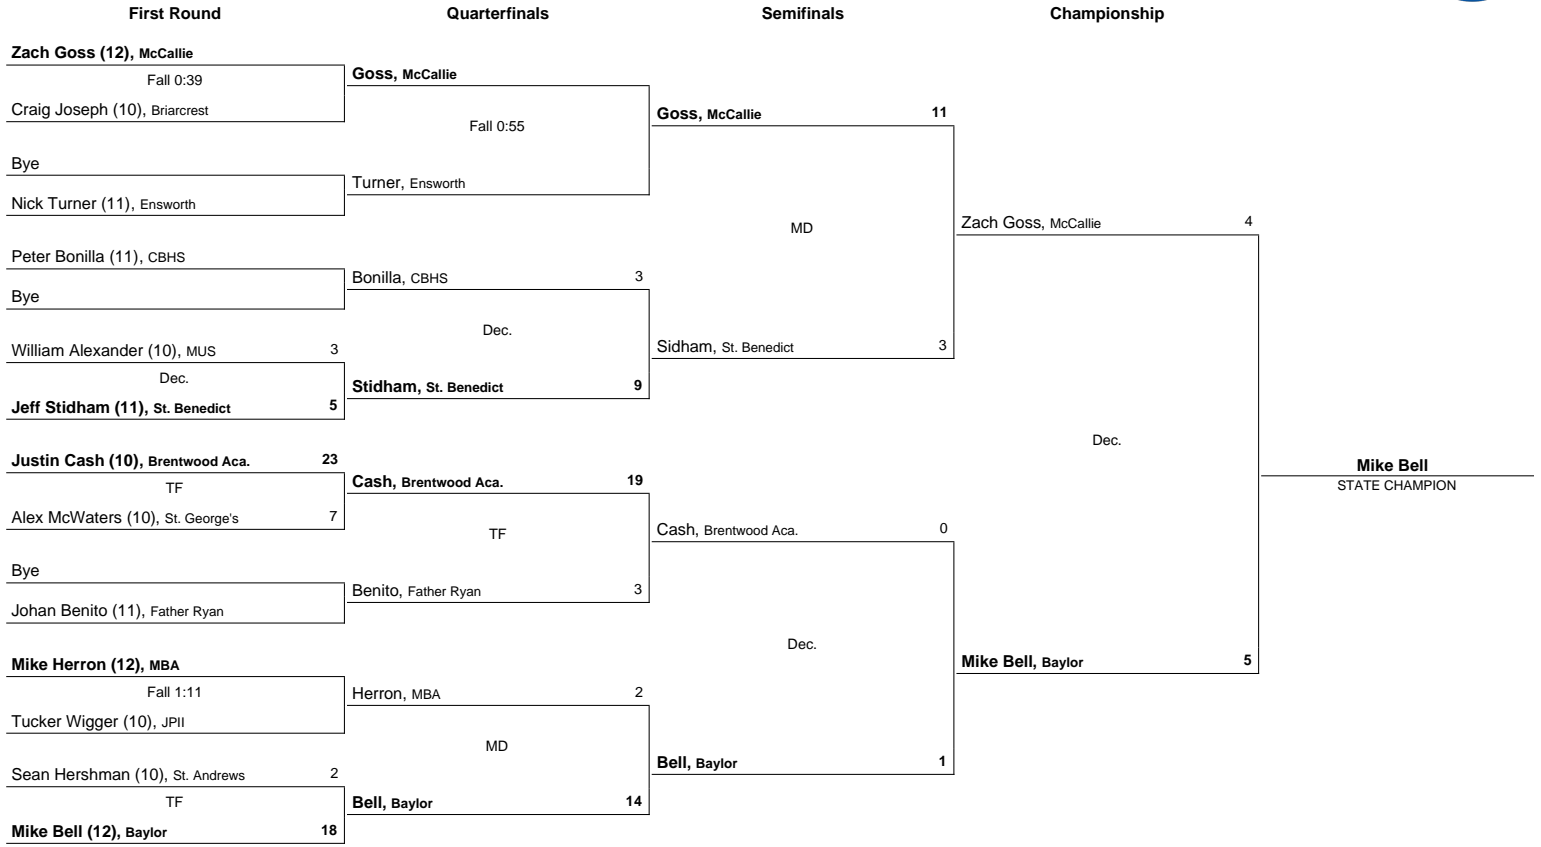 First Round Quarterfinals Semifinals Championship
Zach Goss (12), McCallie
Fall 0:39
Craig Joseph (10), Briarcrest
Bye
Nick Turner (11), Ensworth
Peter Bonilla (11), CBHS
Bye
William Alexander (10), MUS 3
Dec.
Jeff Stidham (11), St. Benedict 5
Justin Cash (10), Brentwood Aca. 23
TF
Alex McWaters (10), St. George's 7
Bye
Johan Benito (11), Father Ryan
Mike Herron (12), MBA
Fall 1:11
Tucker Wigger (10), JPII
Sean Hershman (10), St. Andrews 2
TF
Mike Bell (12), Baylor 18
Goss, McCallie
Fall 0:55
Turner, Ensworth
Bonilla, CBHS 3
Dec.
Stidham, St. Benedict 9
Cash, Brentwood Aca. 19
TF
Benito, Father Ryan 3
Herron, MBA 2
MD
Bell, Baylor 14
Goss, McCallie 11
MD
Sidham, St. Benedict 3
Cash, Brentwood Aca. 0
Dec.
Bell, Baylor 1
Zach Goss, McCallie 4
Dec.
Mike Bell, Baylor 5
Mike Bell
STATE CHAMPION